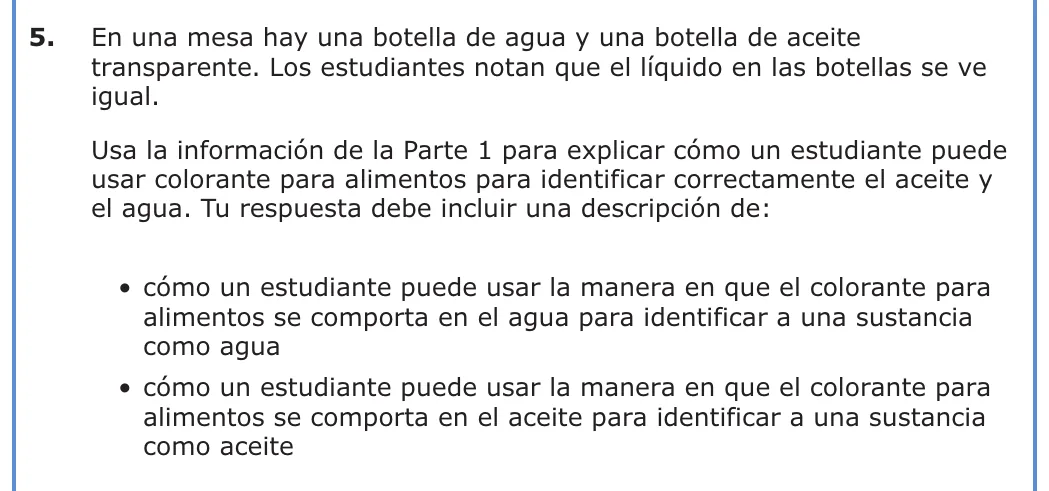 5. En una mesa hay una botella de agua y una botella de aceite
transparente. Los estudiantes notan que el líquido en las botellas se ve
igual.
Usa la información de la Parte 1 para explicar cómo un estudiante puede
usar colorante para alimentos para identificar correctamente el aceite y
el agua. Tu respuesta debe incluir una descripción de:
• cómo un estudiante puede usar la manera en que el colorante para
alimentos se comporta en el agua para identificar a una sustancia
como agua
• cómo un estudiante puede usar la manera en que el colorante para
alimentos se comporta en el aceite para identificar a una sustancia
como aceite